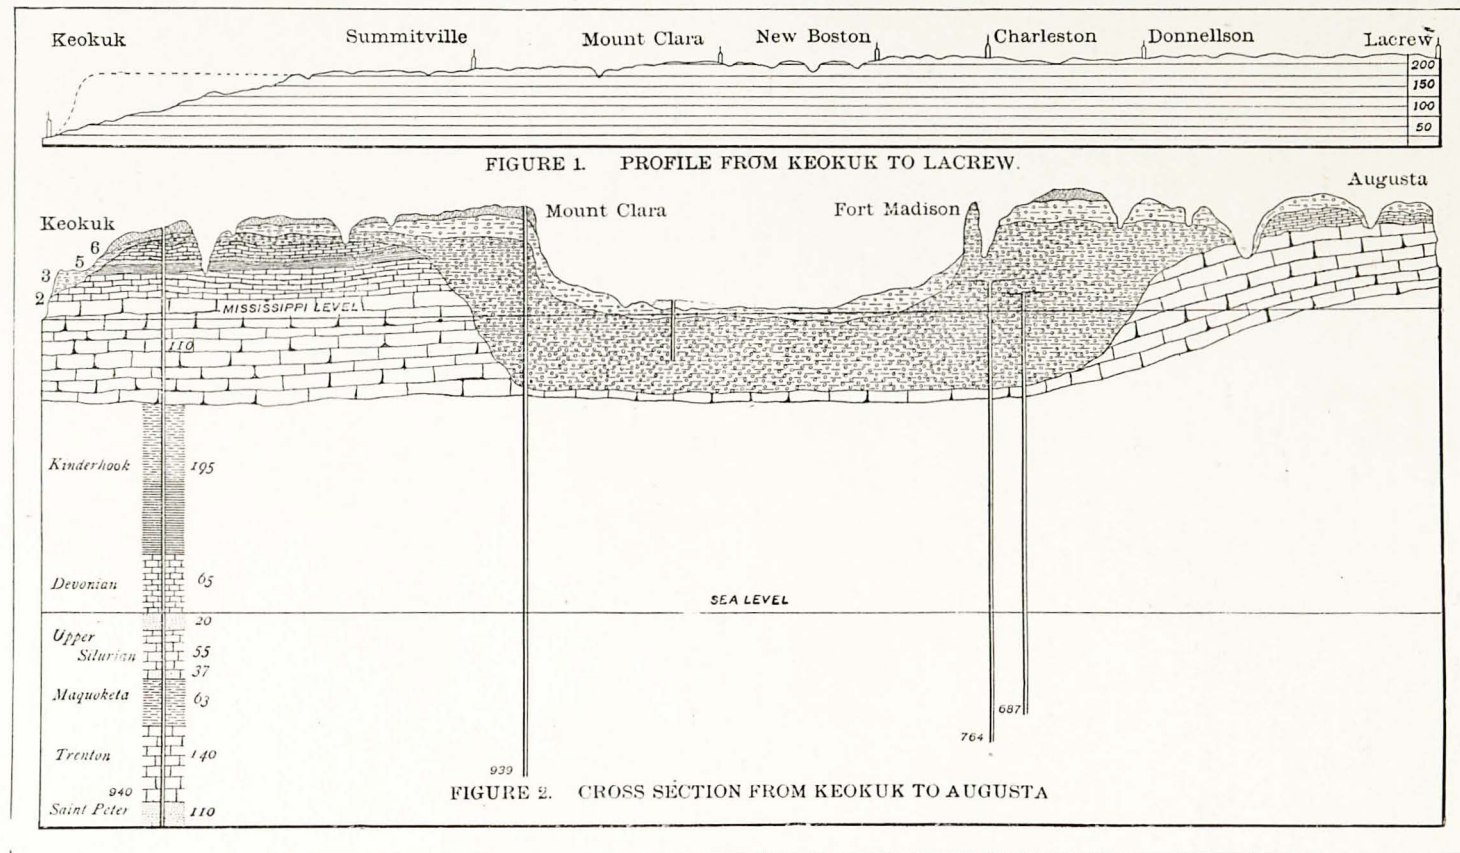 Keokuk Summitville Mount Clara New Boston Charleston Donnellson Lacrew
200
150
100
50
FIGURE 1. PROFILE FROM KEOKUK TO LACREW.
Augusta
Keokuk Mount Clara Fort Madison
6
5
3
2
MISSISSIPPI LEVEL
110
Kinderhook 195
Devonian 65
SEA LEVEL
20
Upper
Silurian 55
37
Maquoketa 63
687
764
Trenton 140
939
940
FIGURE 2. CROSS SECTION FROM KEOKUK TO AUGUSTA
Saint Peter 110